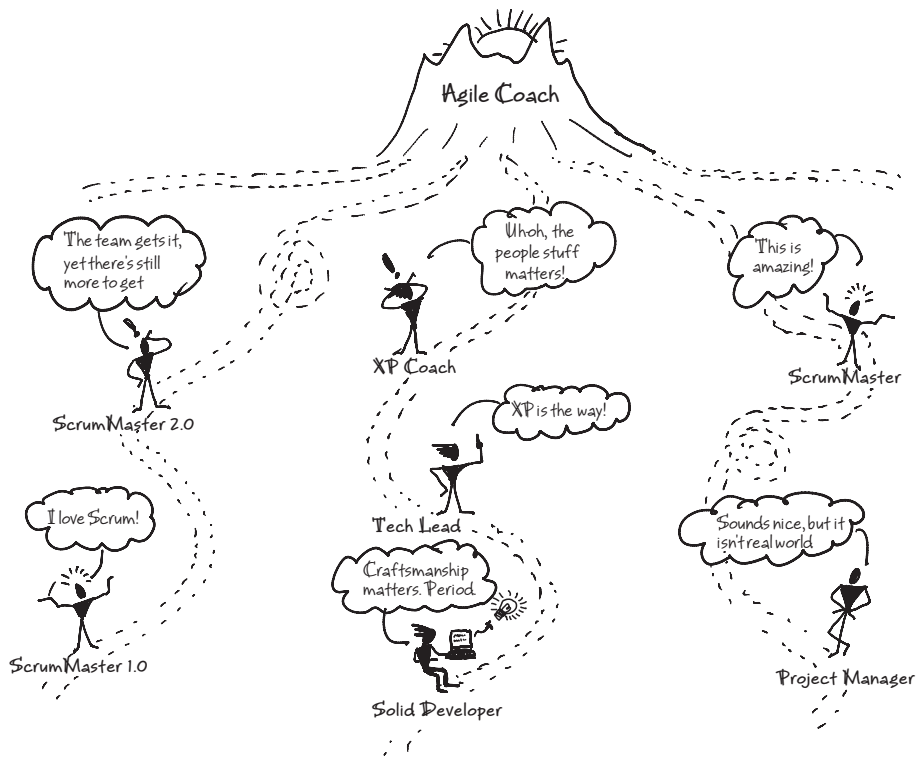 Agile Coach
The team gets it,
yet there's still
more to get
ScrumMaster 2.0
I love Scrum!
ScrumMaster 1.0
Uhoh, the
people stuff
matters!
XP Coach
XP is the way!
Tech Lead
Craftsmanship
matters. Period.
Solid Developer
This is
amazing!
ScrumMaster
Sounds nice, but it
isn't real world
Project Manager